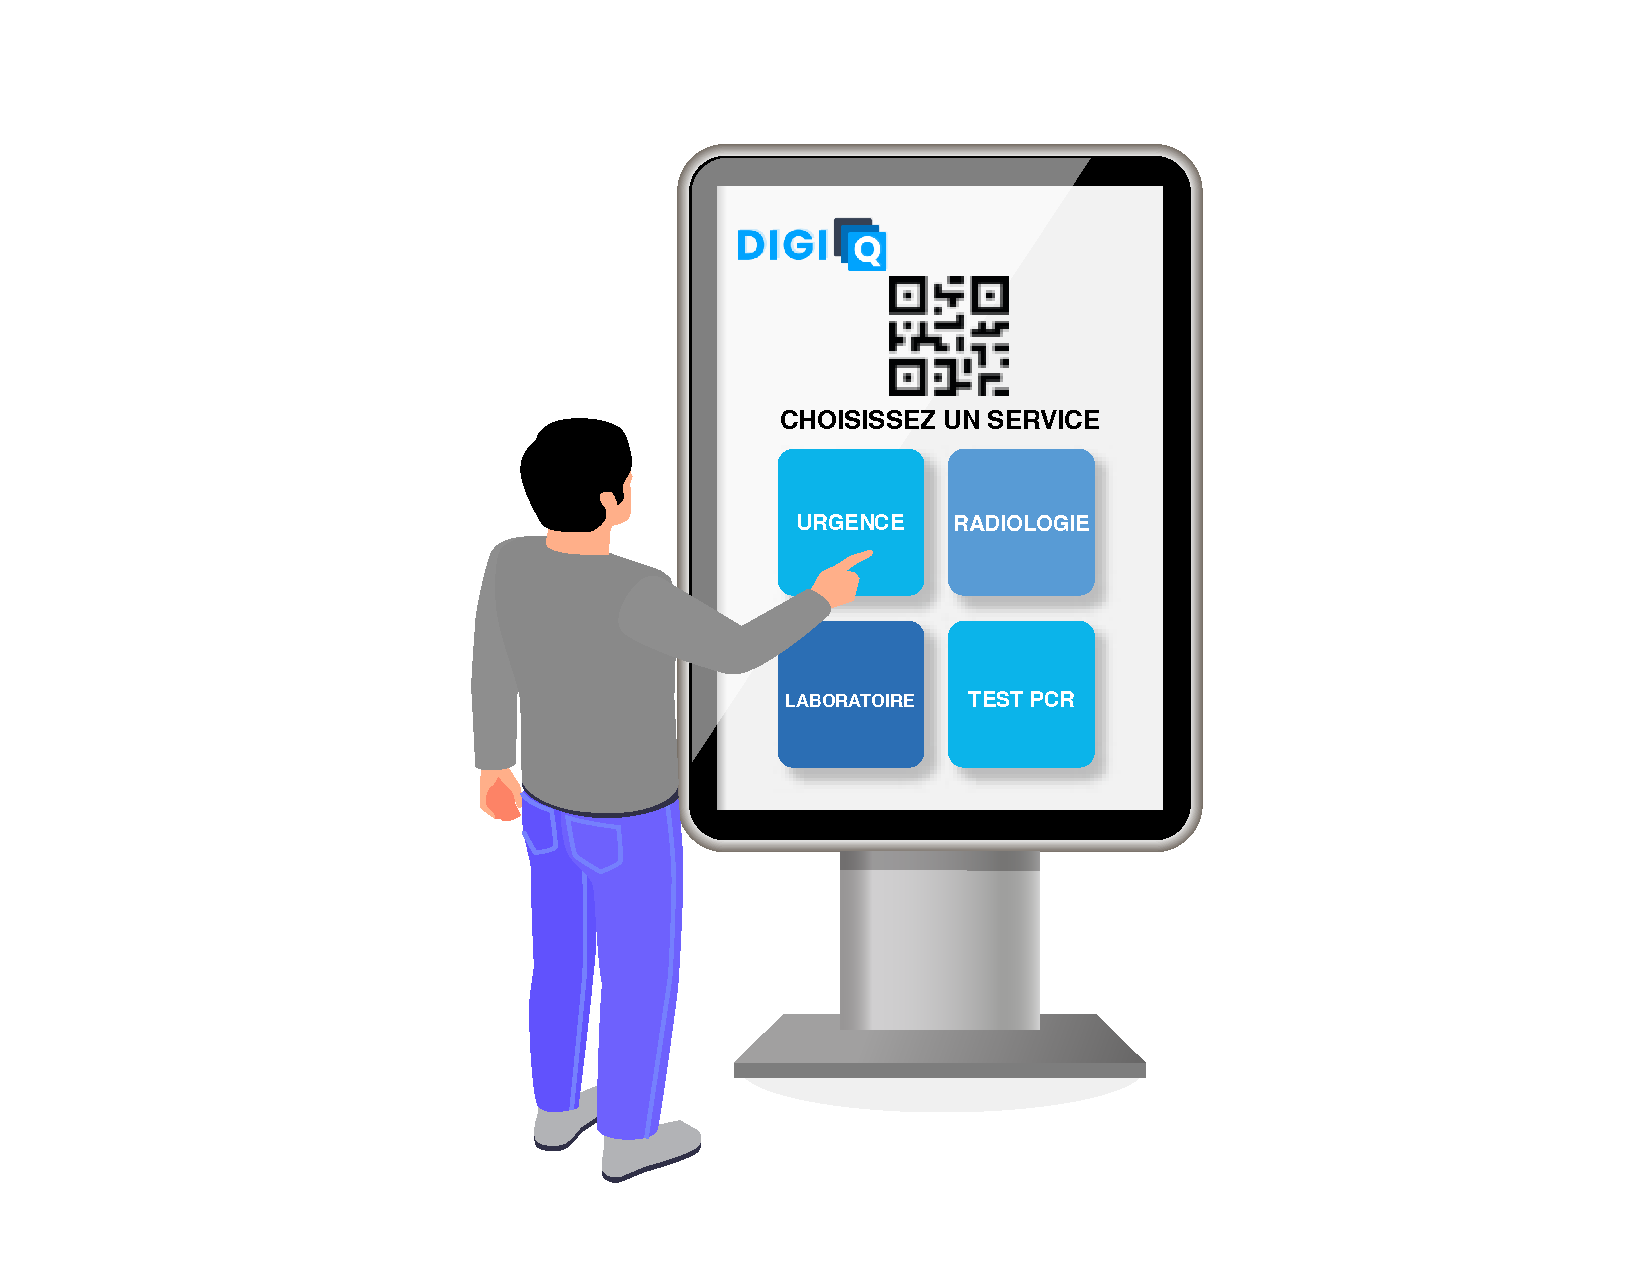 DIGI Q
CHOISISSEZ UN SERVICE
URGENCE RADIOLOGIE
LABORATOIRE TEST PCR